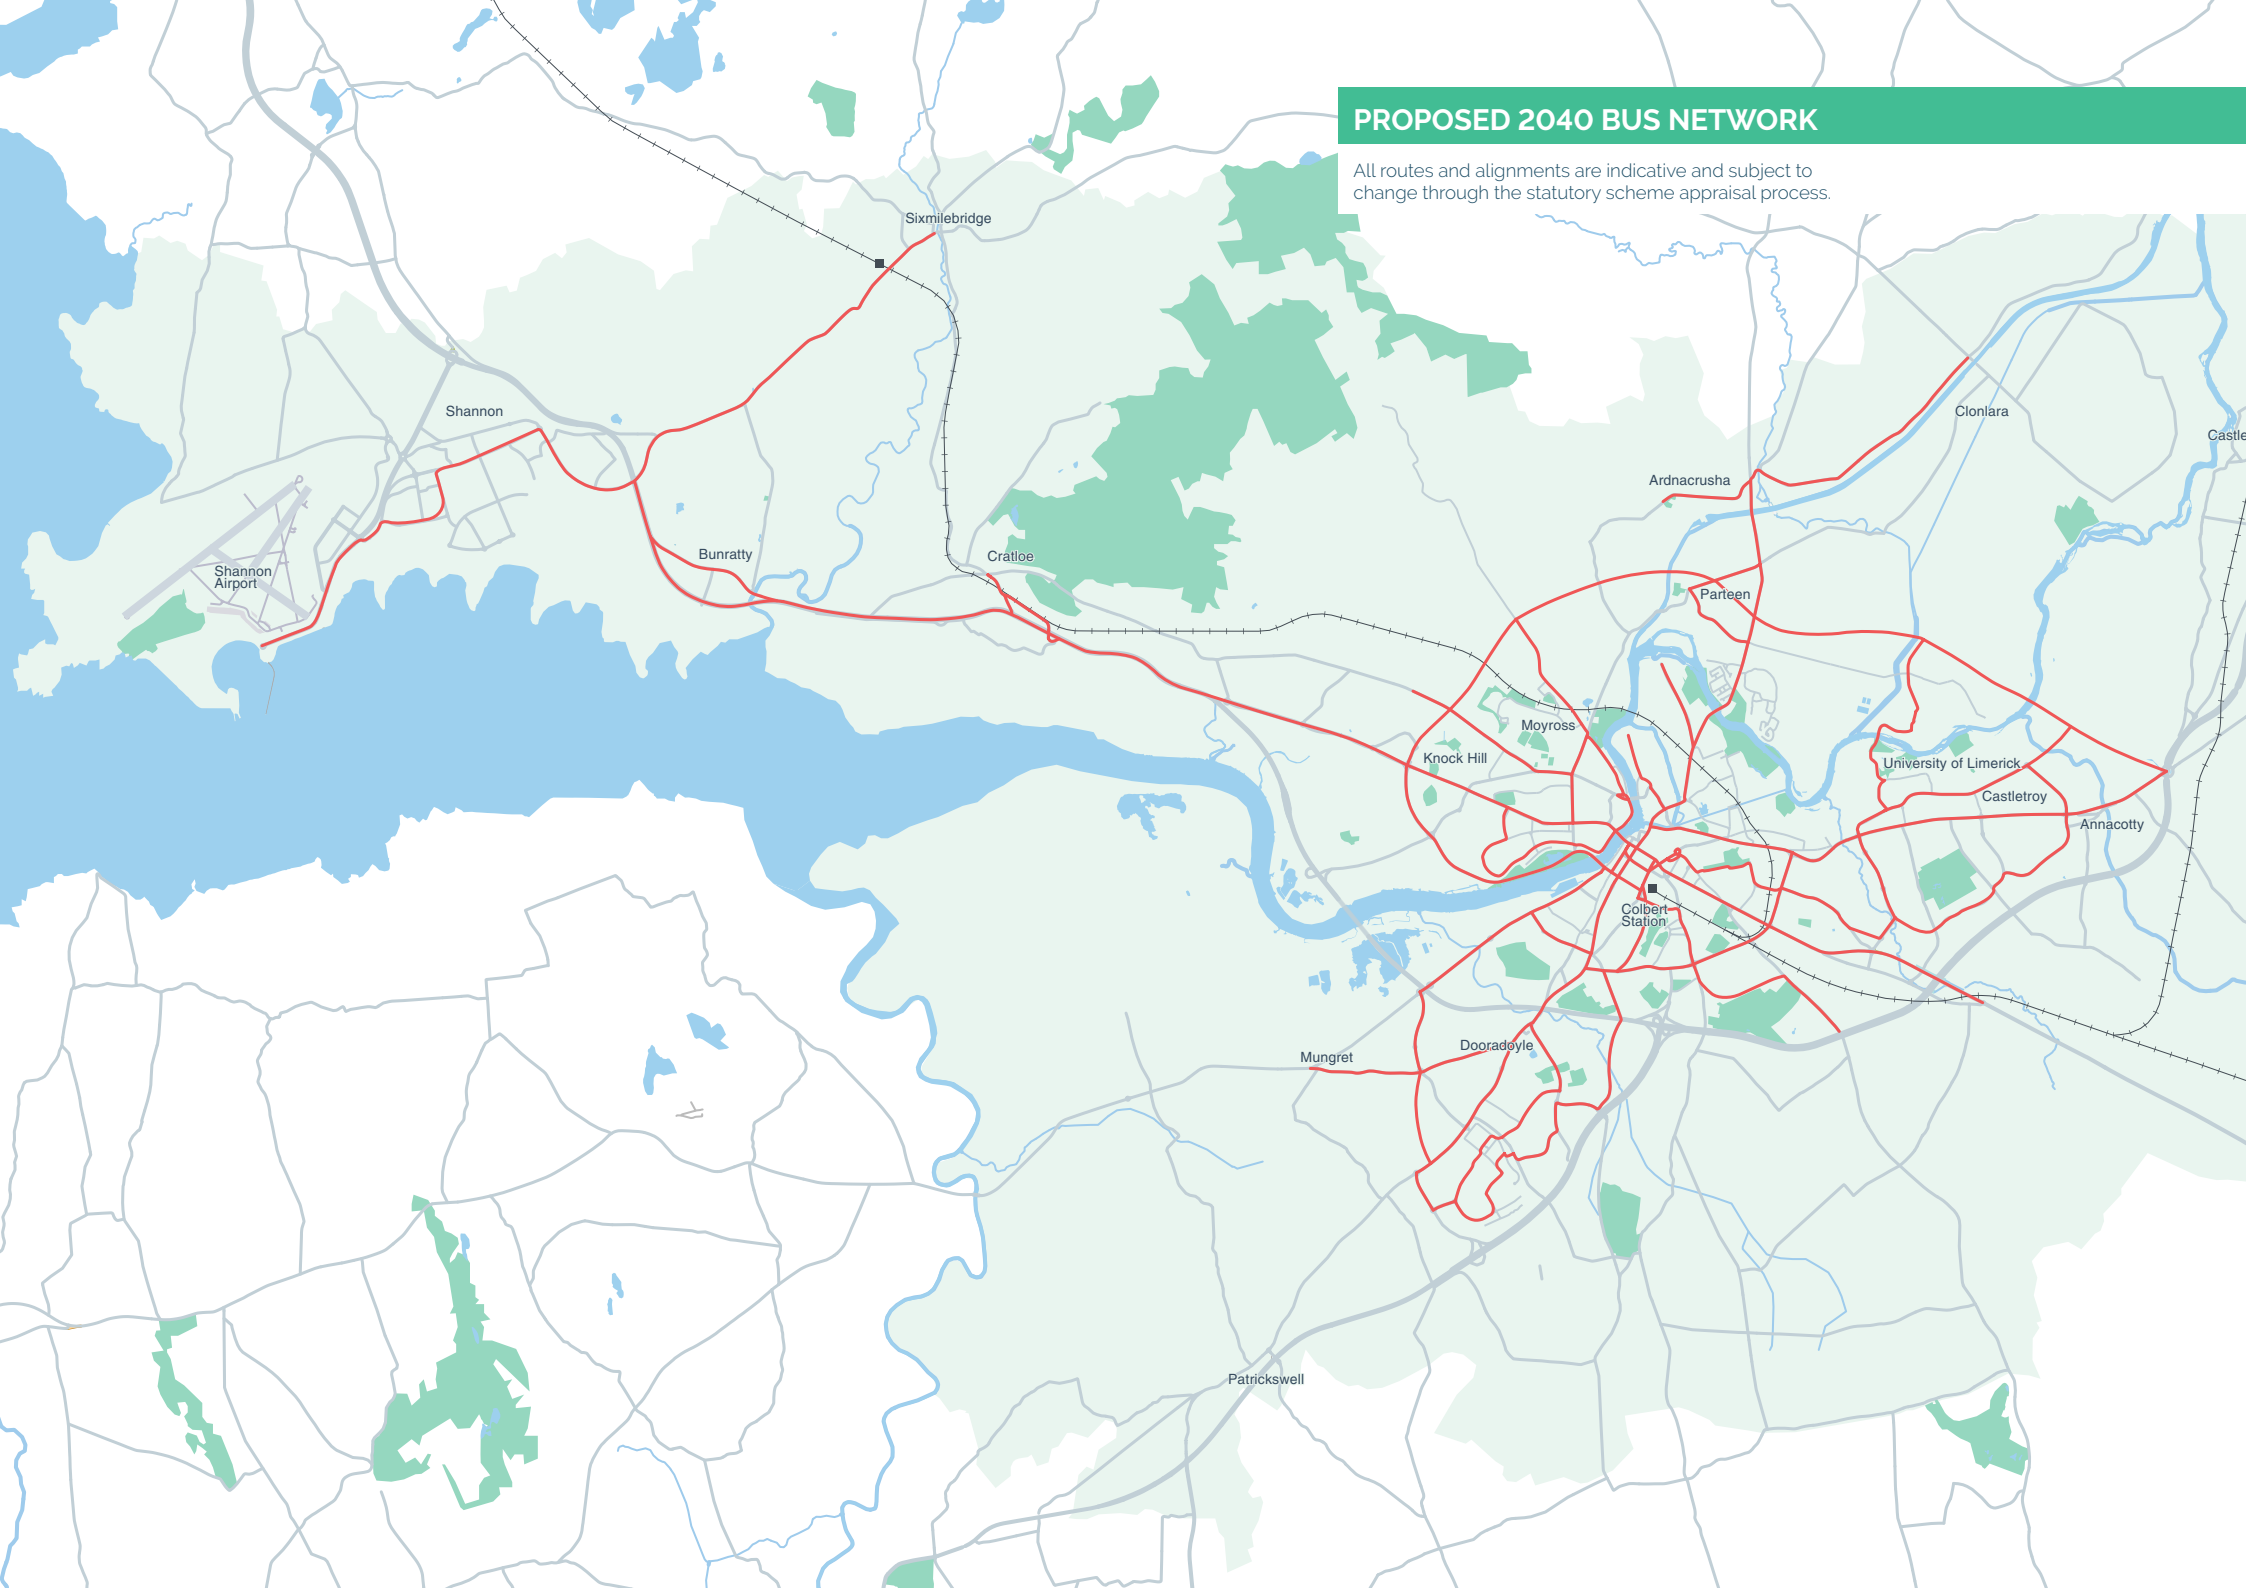 PROPOSED 2040 BUS NETWORK
All routes and alignments are indicative and subject to
change through the statutory scheme appraisal process.
Sixmilebridge
Shannon
Clonlara
Castle
Ardnacrusha
Bunratty
Cratloe
Shannon
Airport
Parteen
Moyross
Knock Hill
University of Limerick
Castletroy
Annacotty
Colbert
Station
Dooradoyle
Mungret
Patrickswell